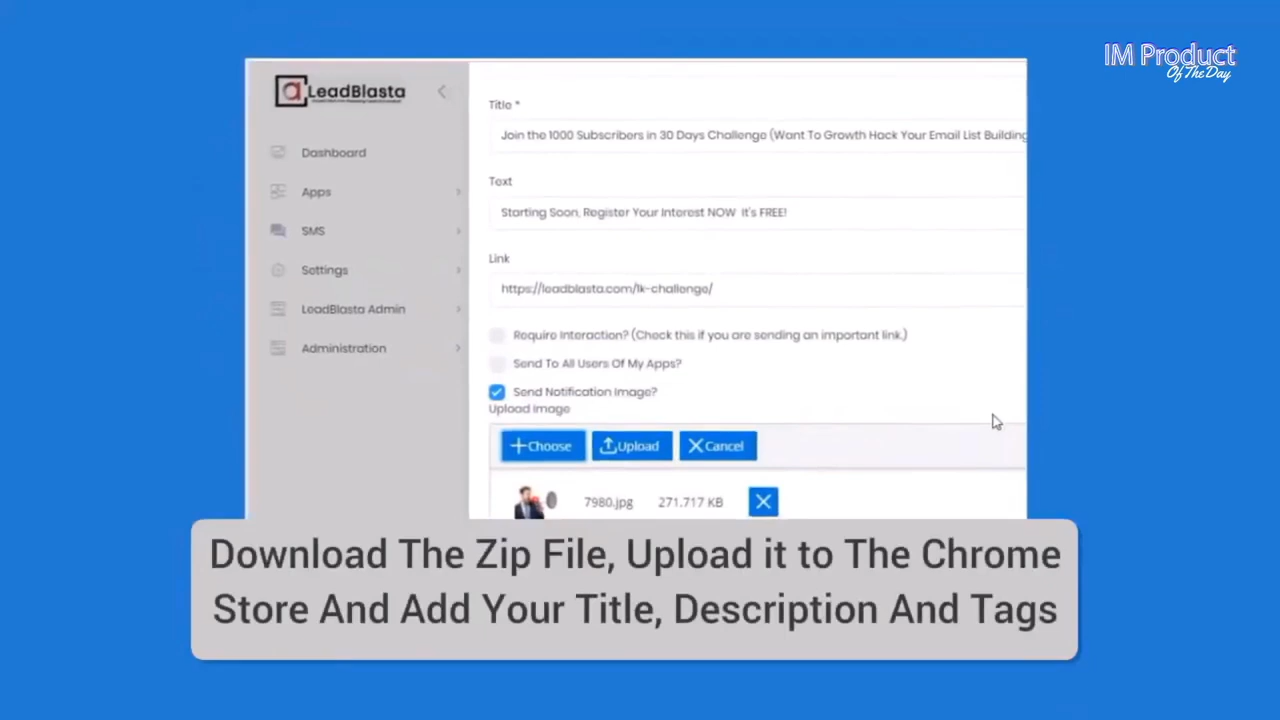 IM Product
Of The Day
LeadBlasta
Dashboard
Apps
SMS
Settings
LeadBlasta Admin
Administration
Title *
Join the 1000 Subscribers in 30 Days Challenge (Want To Growth Hack Your Email List Building
Text
Starting Soon, Register Your Interest NOW It's FREE!
Link
https://leadblasta.com/1k-challenge/
Require Interaction? (Check this if you are sending an important link.)
Send To All Users Of My Apps?
Send Notification Image?
Upload Image
Choose Upload Cancel
7980.jpg 271.717 KB
Download The Zip File, Upload it to The Chrome
Store And Add Your Title, Description And Tags